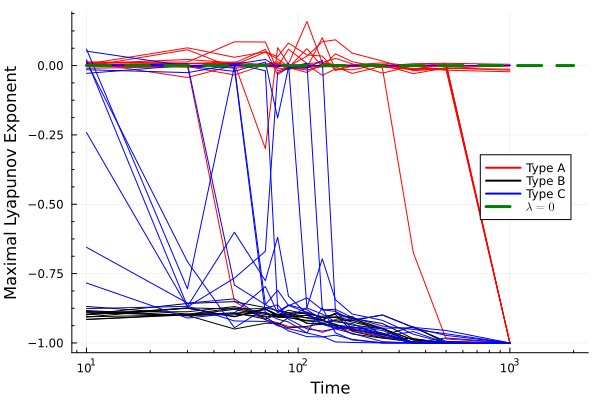 Maximal Lyapunov Exponent
0.00
−0.25
−0.50
−0.75
−1.00
10¹
10²
10³
Time
Type A
Type B
Type C
λ = 0